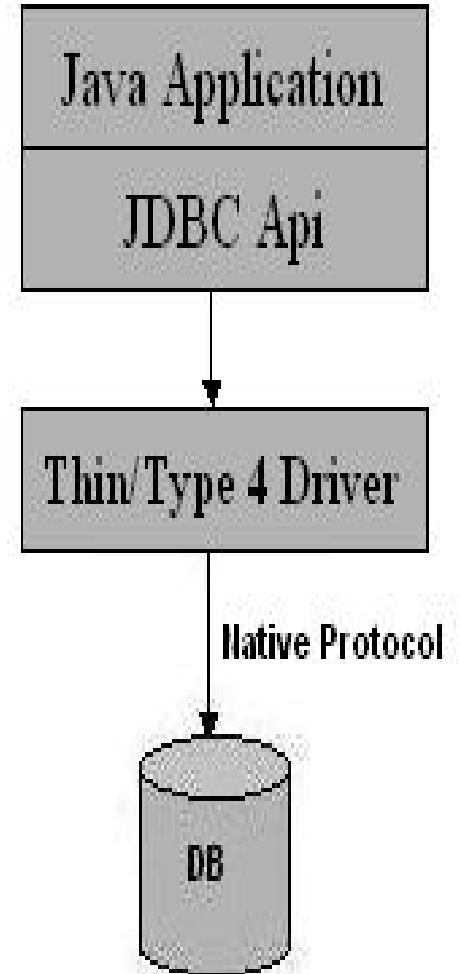 Java Application
JDBC Api
Thin/Type 4 Driver
Native Protocol
DB